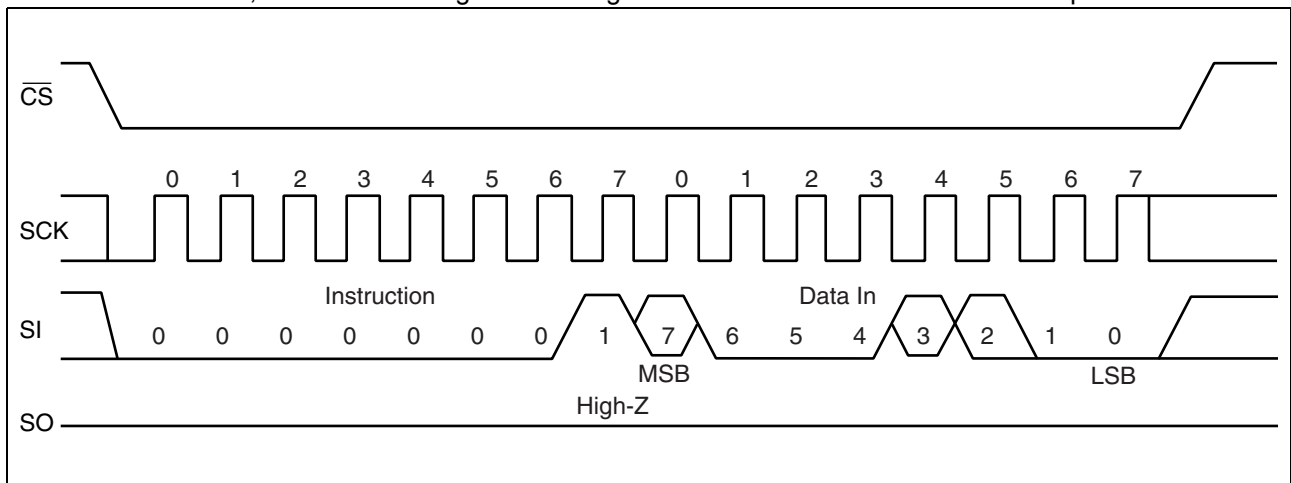 CS
0 1 2 3 4 5 6 7 0 1 2 3 4 5 6 7
SCK
Instruction Data In
SI 0 0 0 0 0 0 0 1 7 6 5 4 3 2 1 0
MSB LSB
High-Z
SO